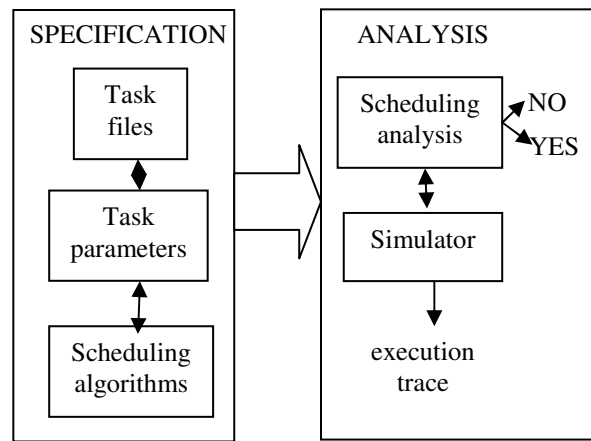 SPECIFICATION
Task
files
Task
parameters
Scheduling
algorithms
ANALYSIS
Scheduling
analysis
NO
YES
Simulator
execution
trace